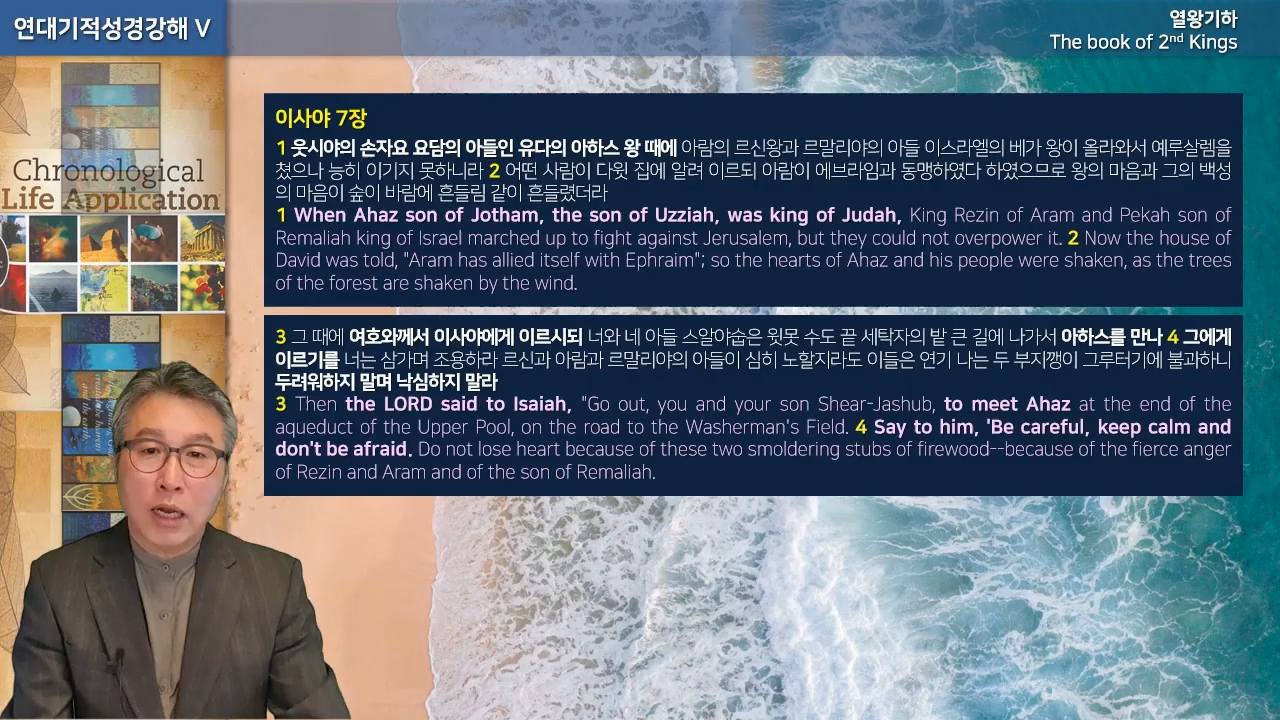 연대기적성경강해 V
열왕기하
The book of 2nd Kings
Chronological
Life Application
이사야 7장
1 웃시야의 손자요 요담의 아들인 유다의 아하스 왕 때에 아람의 르신왕과 르말리야의 아들 이스라엘의 베가 왕이 올라와서 예루살렘을
쳤으나 능히 이기지 못하니라 2 어떤 사람이 다윗 집에 알려 이르되 아람이 에브라임과 동맹하였다 하였으므로 왕의 마음과 그의 백성
의 마음이 숲이 바람에 흔들림 같이 흔들렸더라
1 When Ahaz son of Jotham, the son of Uzziah, was king of Judah, King Rezin of Aram and Pekah son of
Remaliah king of Israel marched up to fight against Jerusalem, but they could not overpower it. 2 Now the house of
David was told, "Aram has allied itself with Ephraim"; so the hearts of Ahaz and his people were shaken, as the trees
of the forest are shaken by the wind.
3 그 때에 여호와께서 이사야에게 이르시되 너와 네 아들 스알야숩은 윗못 수도 끝 세탁자의 밭 큰 길에 나가서 아하스를 만나 4 그에게
이르기를 너는 삼가며 조용하라 르신과 아람과 르말리야의 아들이 심히 노할지라도 이들은 연기 나는 두 부지깽이 그루터기에 불과하니
두려워하지 말며 낙심하지 말라
3 Then the LORD said to Isaiah, "Go out, you and your son Shear-Jashub, to meet Ahaz at the end of the
aqueduct of the Upper Pool, on the road to the Washerman's Field. 4 Say to him, 'Be careful, keep calm and
don't be afraid. Do not lose heart because of these two smoldering stubs of firewood--because of the fierce anger
of Rezin and Aram and of the son of Remaliah.